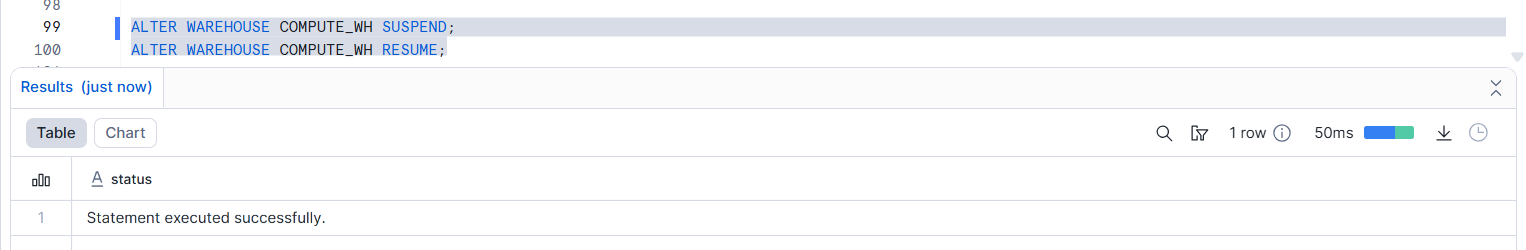 98
99 ALTER WAREHOUSE COMPUTE_WH SUSPEND;
100 ALTER WAREHOUSE COMPUTE_WH RESUME;
Results (just now)
Table Chart 1 row 50ms
A status
1 Statement executed successfully.